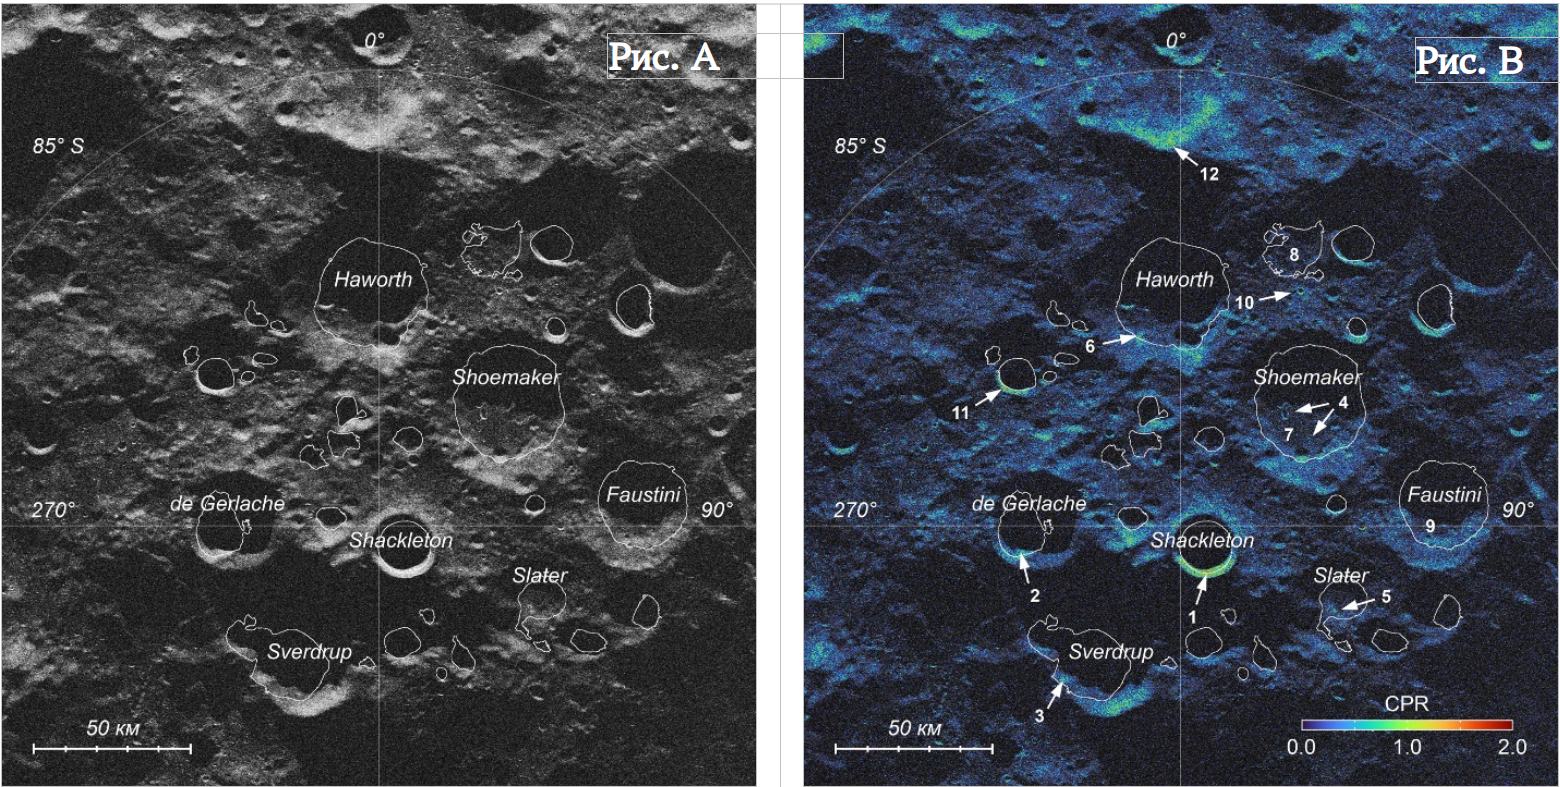 0°
Рис. А
85° S
Haworth
Shoemaker
de Gerlache
Faustini
270°
90°
Shackleton
Slater
Sverdrup
50 км
0°
Рис. В
85° S
12
8
Haworth
10
6
Shoemaker
4
11
7
de Gerlache
Faustini
270°
90°
9
Shackleton
Slater
2
1
5
Sverdrup
3
CPR
50 км
0.0 1.0 2.0